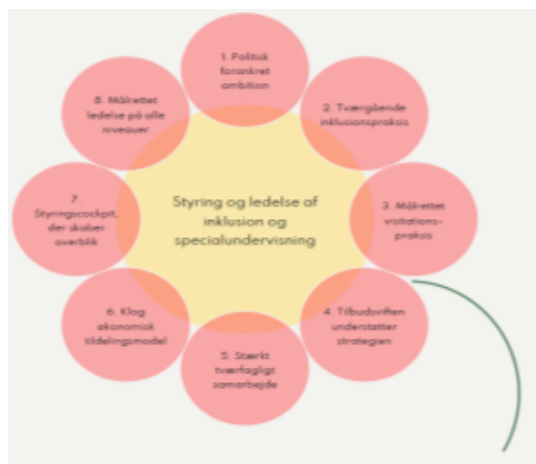 1. Politisk
forankret
ambition
2. Tværgående
inklusionspraksis
3. Målrettet
visitations-
praksis
4. Tilbudsviften
understøtter
strategien
5. Stærkt
tværfagligt
samarbejde
6. Klog
økonomisk
tildelingsmodel
7.
Styringscockpit,
der skaber
overblik
8. Målrettet
ledelse på alle
niveauer
Styring og ledelse af
inklusion og
specialundervisning